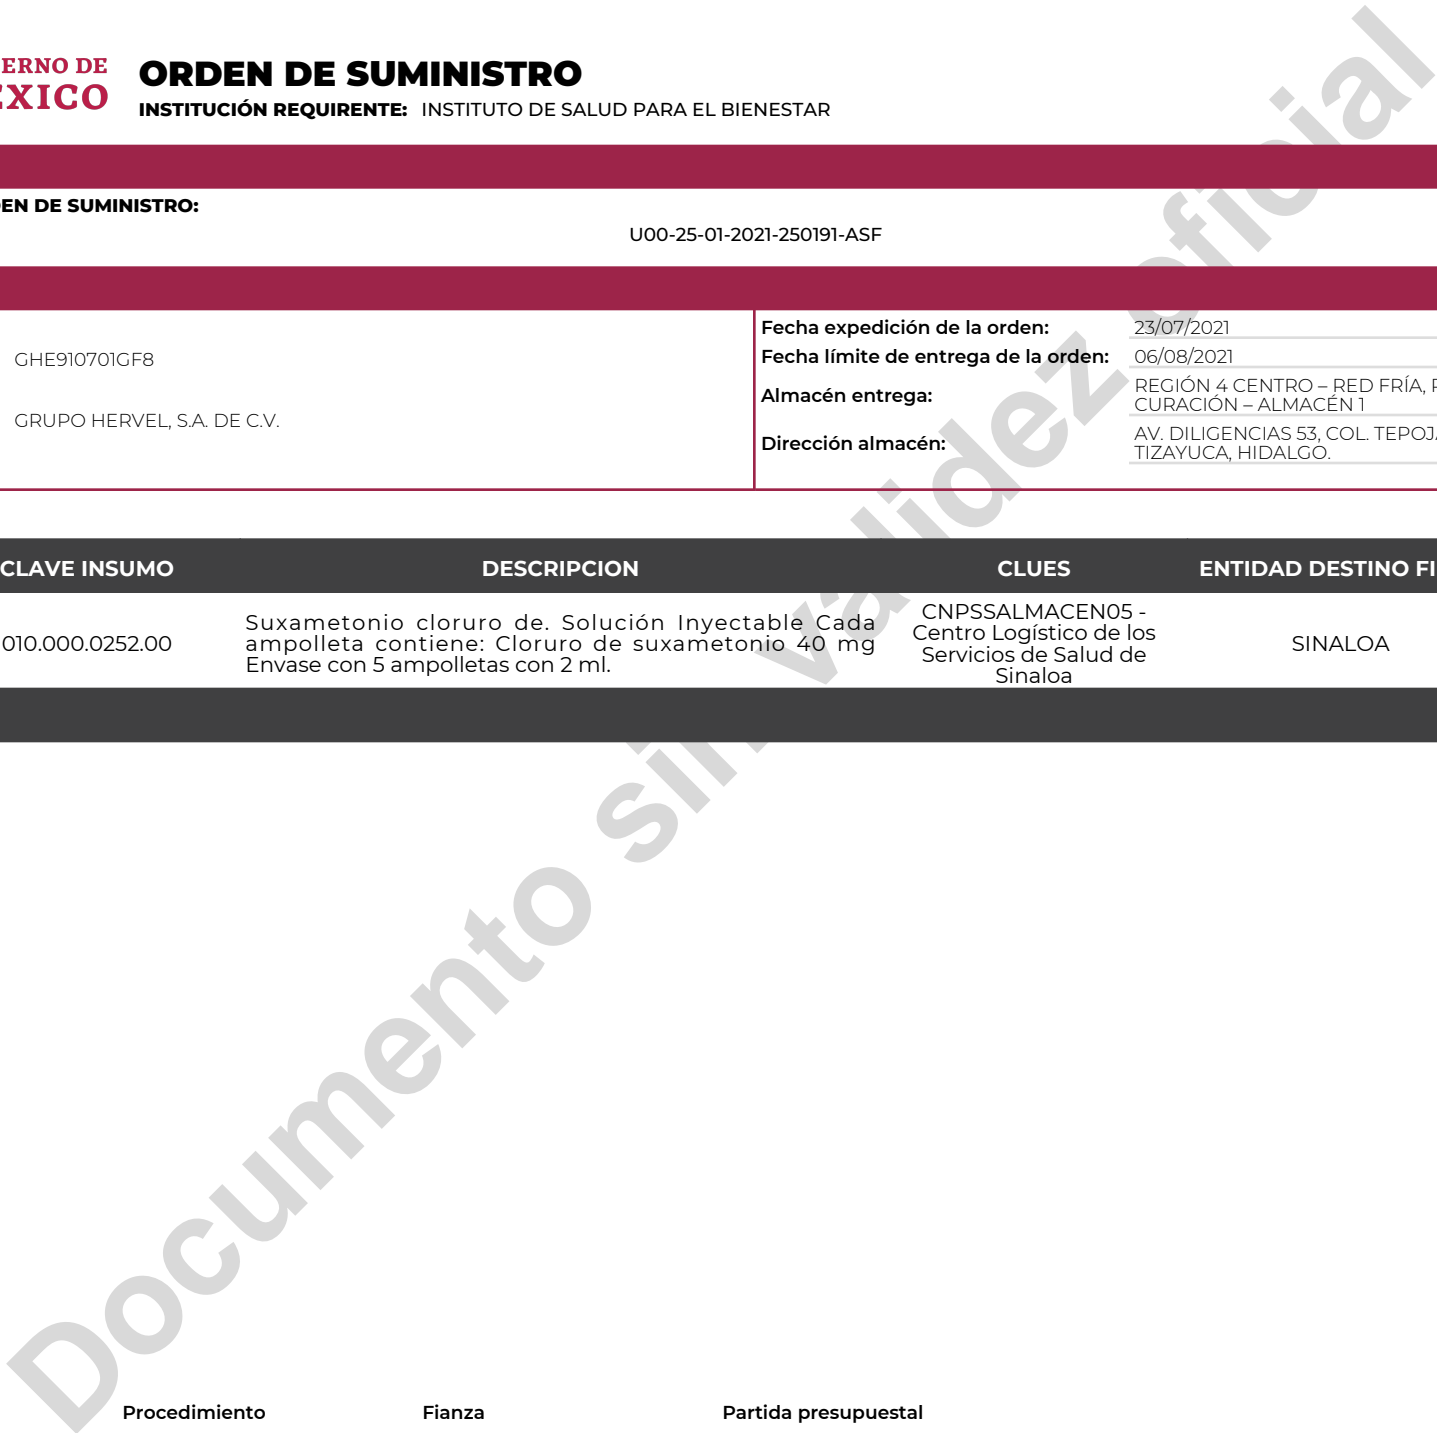 ERNO DE
ÉXICO
ORDEN DE SUMINISTRO
INSTITUCIÓN REQUIRENTE: INSTITUTO DE SALUD PARA EL BIENESTAR
EN DE SUMINISTRO:
U00-25-01-2021-250191-ASF
GHE910701GF8
GRUPO HERVEL, S.A. DE C.V.
Fecha expedición de la orden: 23/07/2021
Fecha límite de entrega de la orden: 06/08/2021
Almacén entrega: REGIÓN 4 CENTRO – RED FRÍA,
CURACIÓN – ALMACÉN 1
Dirección almacén: AV. DILIGENCIAS 53, COL. TEPOJ
TIZAYUCA, HIDALGO.
CLAVE INSUMO DESCRIPCION CLUES ENTIDAD DESTINO FI
010.000.0252.00
Suxametonio cloruro de. Solución Inyectable Cada
ampolleta contiene: Cloruro de suxametonio 40 mg
Envase con 5 ampolletas con 2 ml.
CNPSSALMACEN05 -
Centro Logístico de los
Servicios de Salud de
Sinaloa
SINALOA
Documento sin validez oficial
Procedimiento Fianza Partida presupuestal